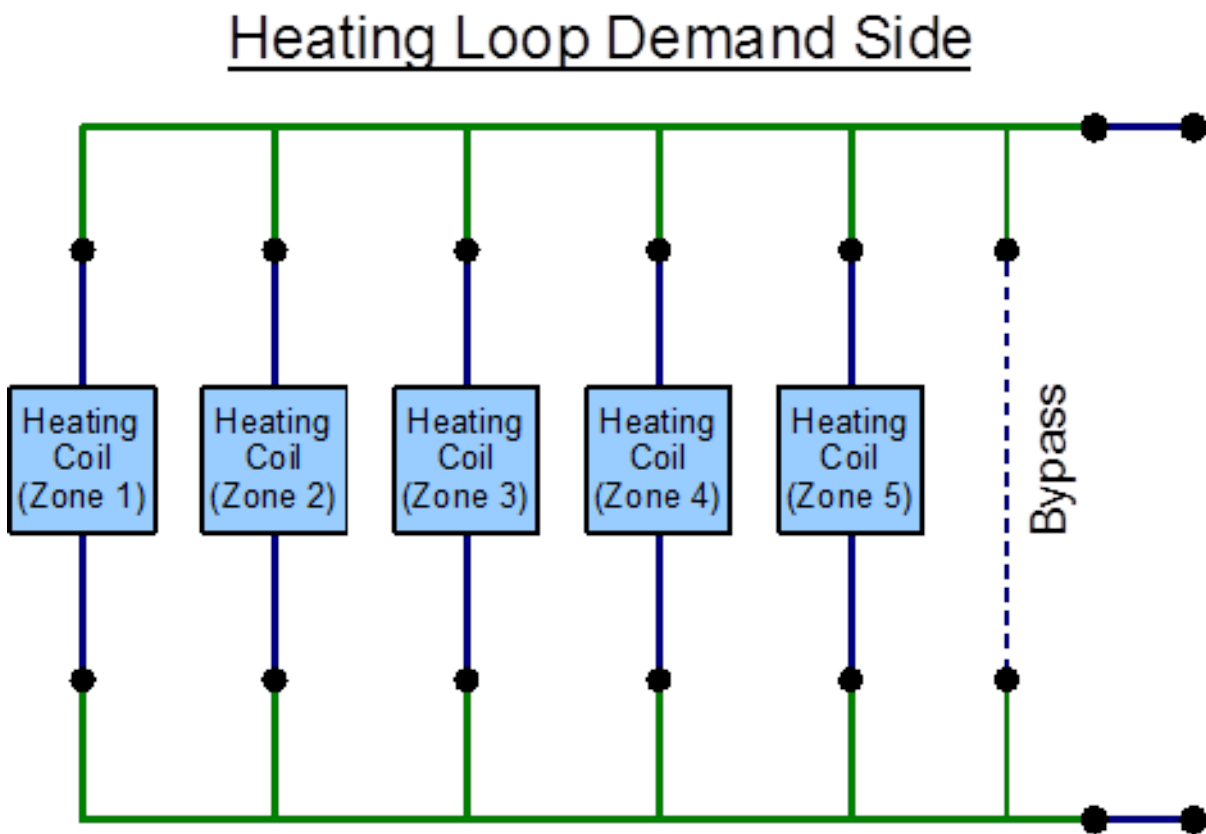 Heating Loop Demand Side
Heating
Coil
(Zone 1)
Heating
Coil
(Zone 2)
Heating
Coil
(Zone 3)
Heating
Coil
(Zone 4)
Heating
Coil
(Zone 5)
Bypass